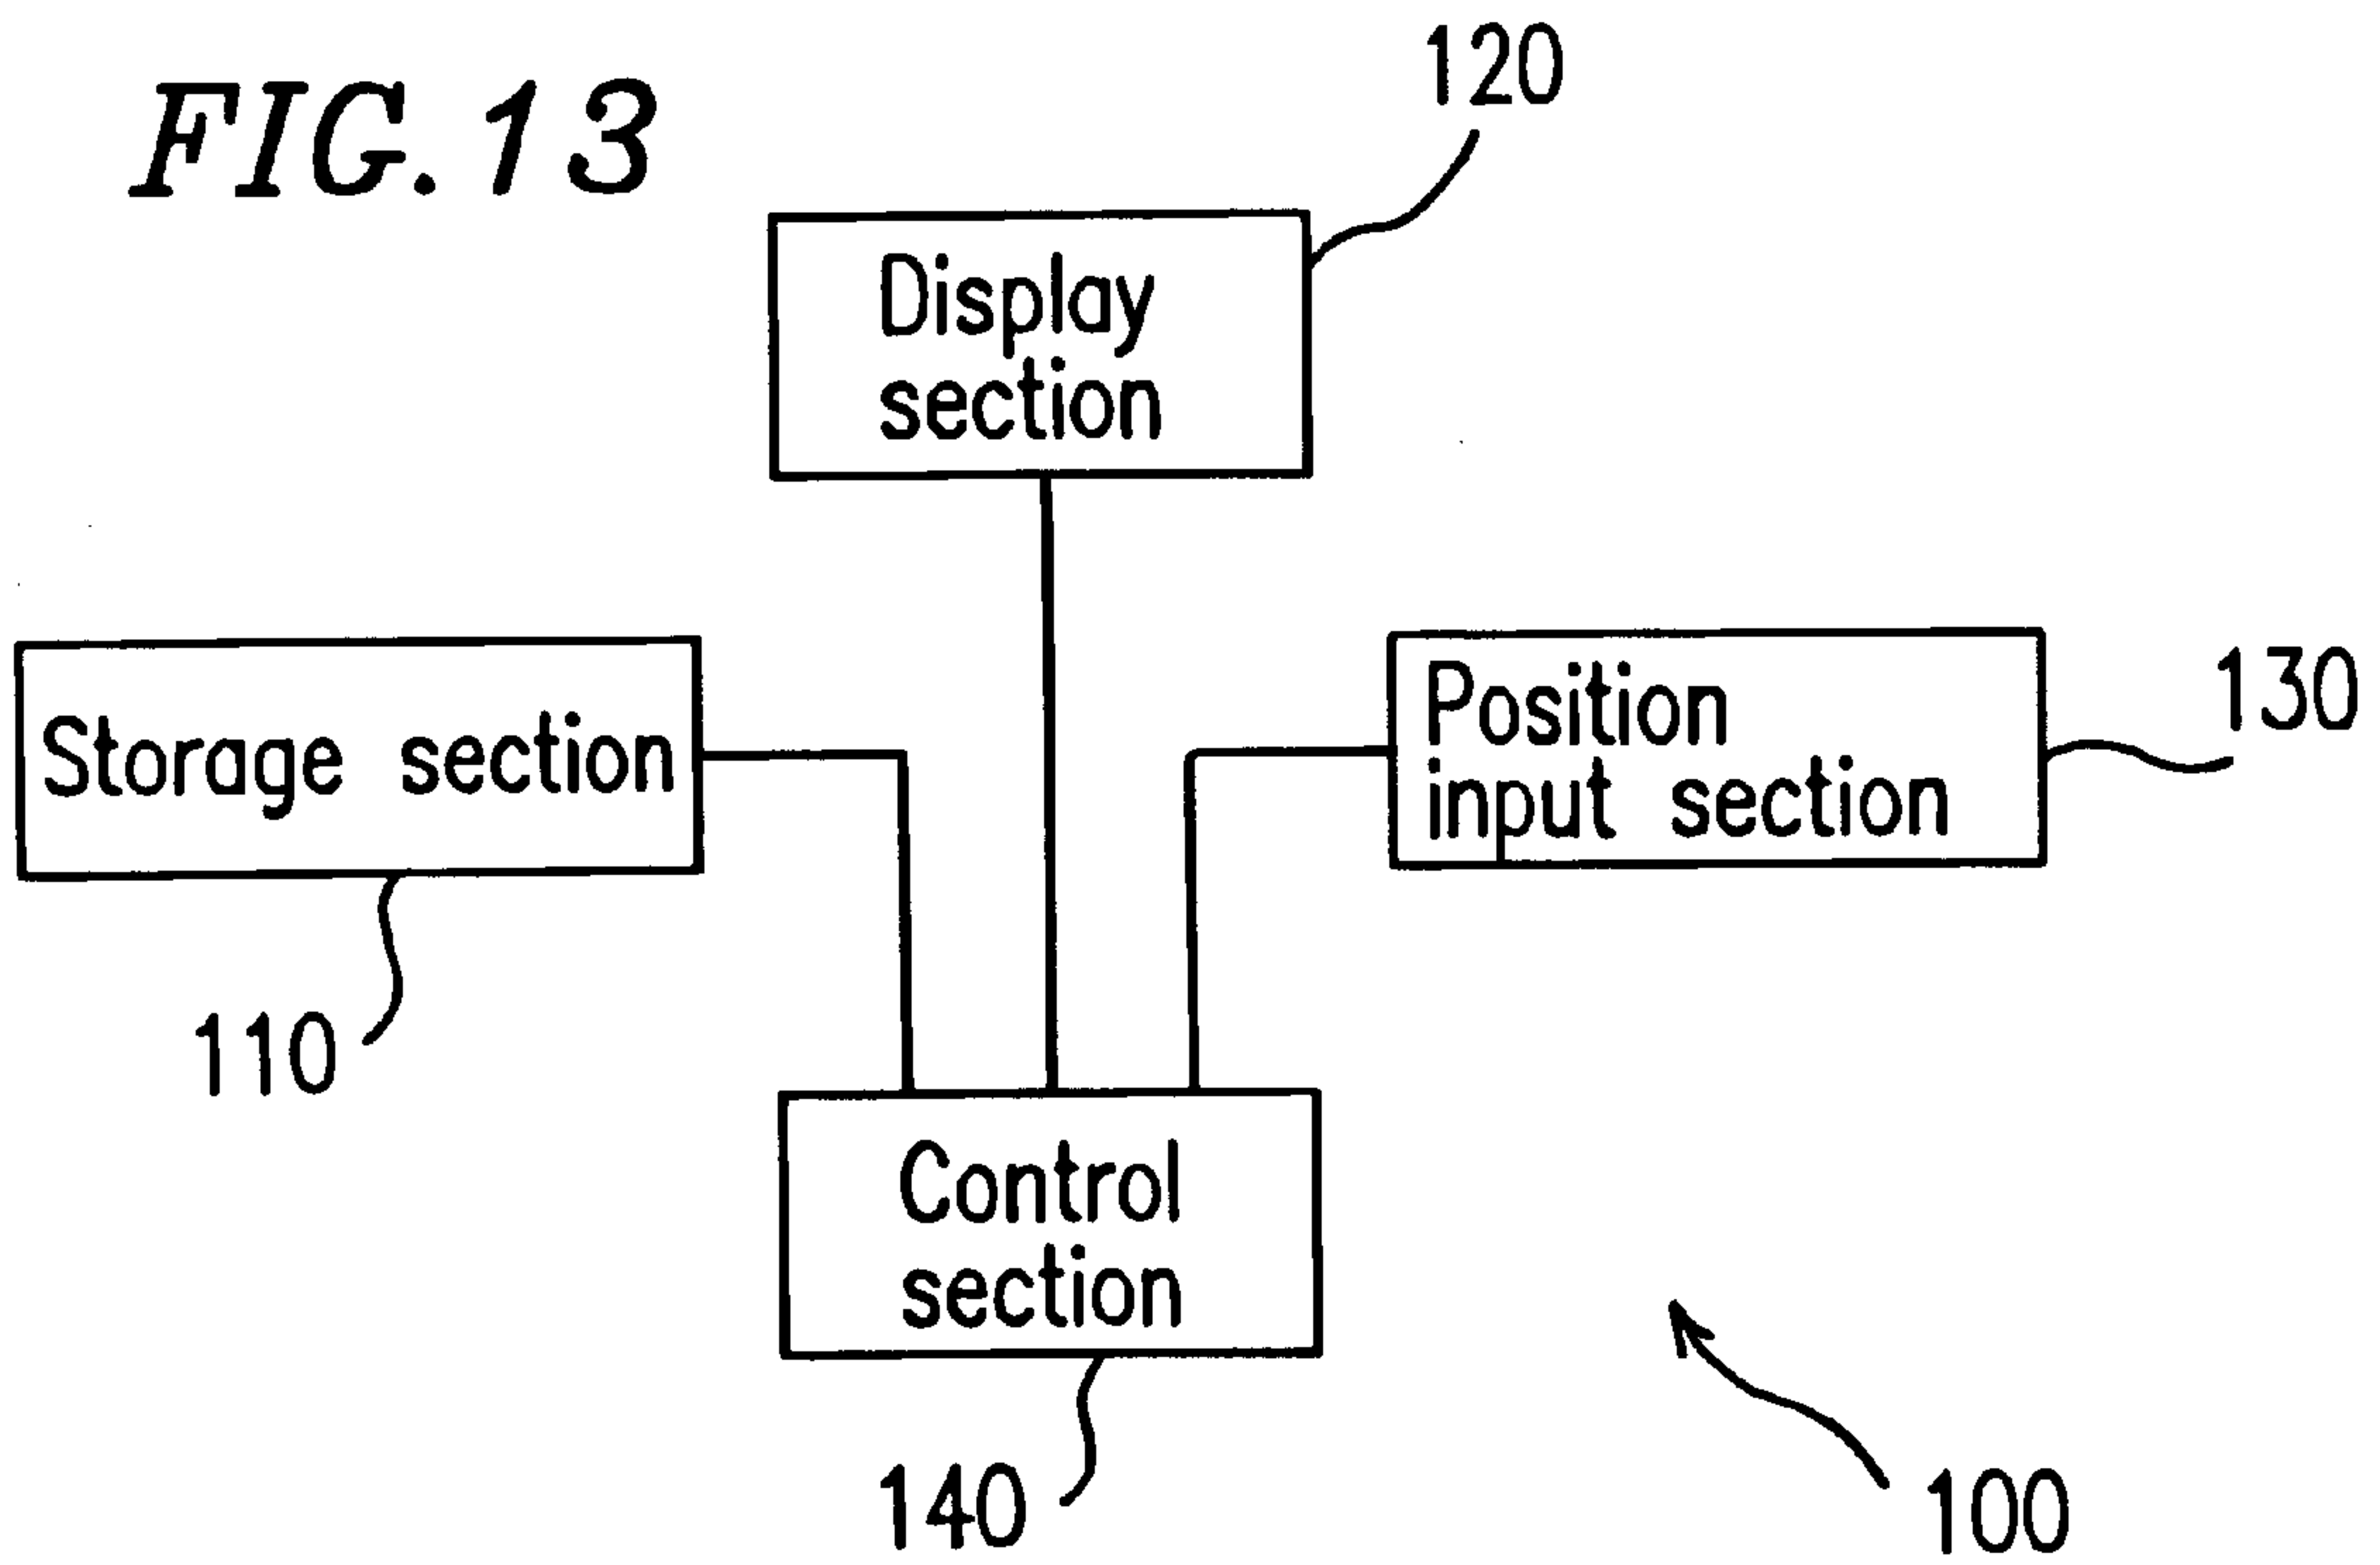 FIG.13
120
Display
section
Storage section
Position
input section
130
110
Control
section
140
100